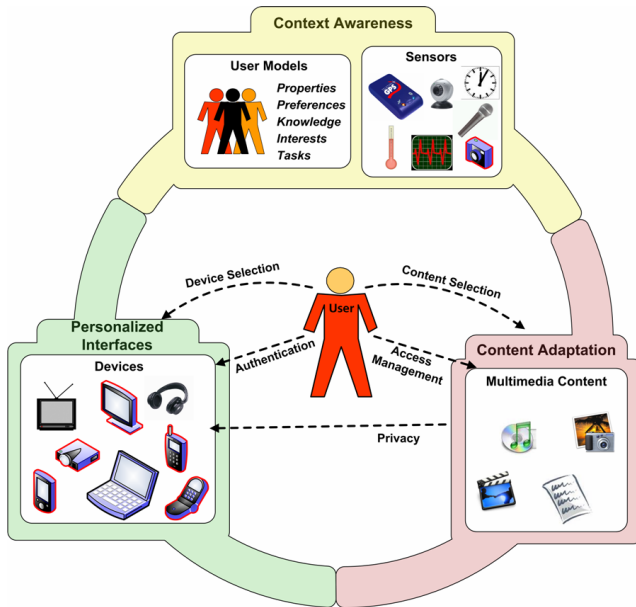 Context Awareness
User Models
Properties
Preferences
Knowledge
Interests
Tasks
Sensors
GPS
Device Selection
Content Selection
User
Authentication
Access
Management
Privacy
Personalized
Interfaces
Devices
Content Adaptation
Multimedia Content